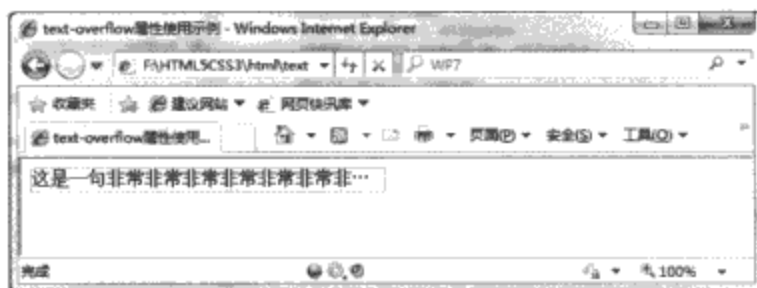 text-overflow属性使用示例 - Windows Internet Explorer
F:\HTML5CSS3\html\text WP7
收藏夹 建议网站 网页快讯库
text-overflow属性使用... 页面(P) 安全(S) 工具(O)
这是一句非常非常非常非常非常非常非…
完成 100%